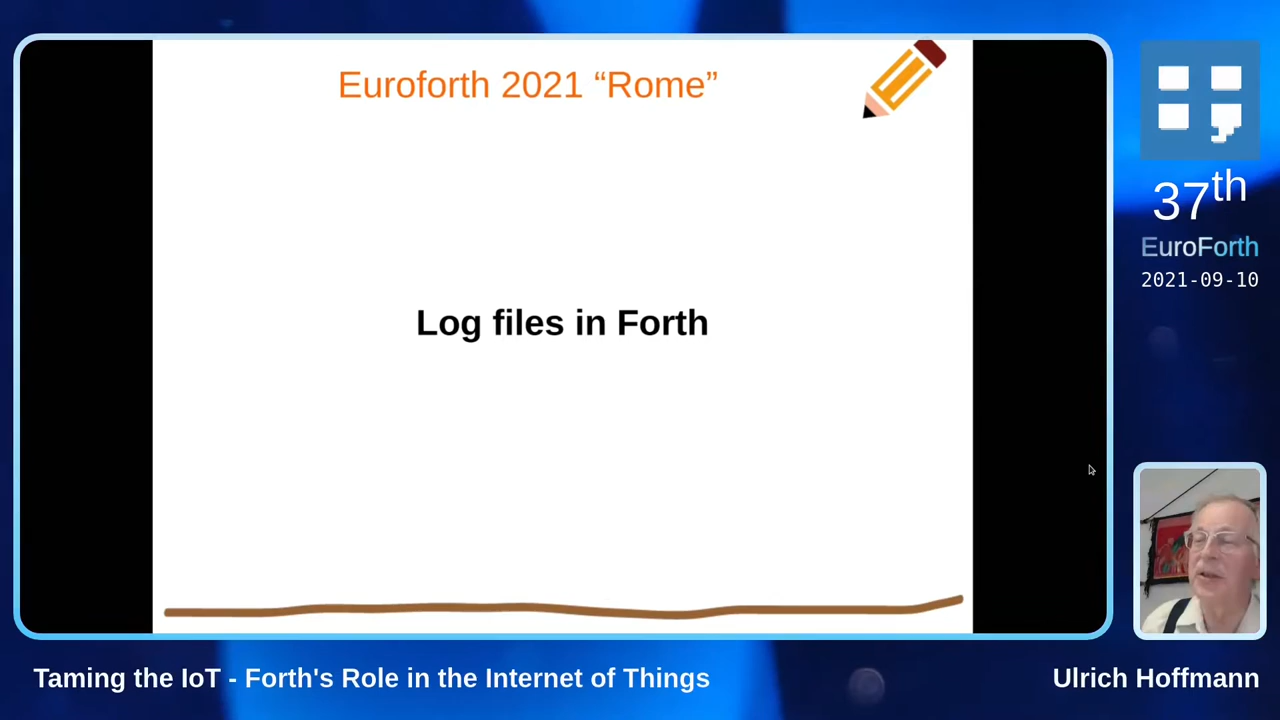 Euroforth 2021 “Rome”
Log files in Forth
37th
EuroForth
2021-09-10
Taming the IoT - Forth's Role in the Internet of Things
Ulrich Hoffmann